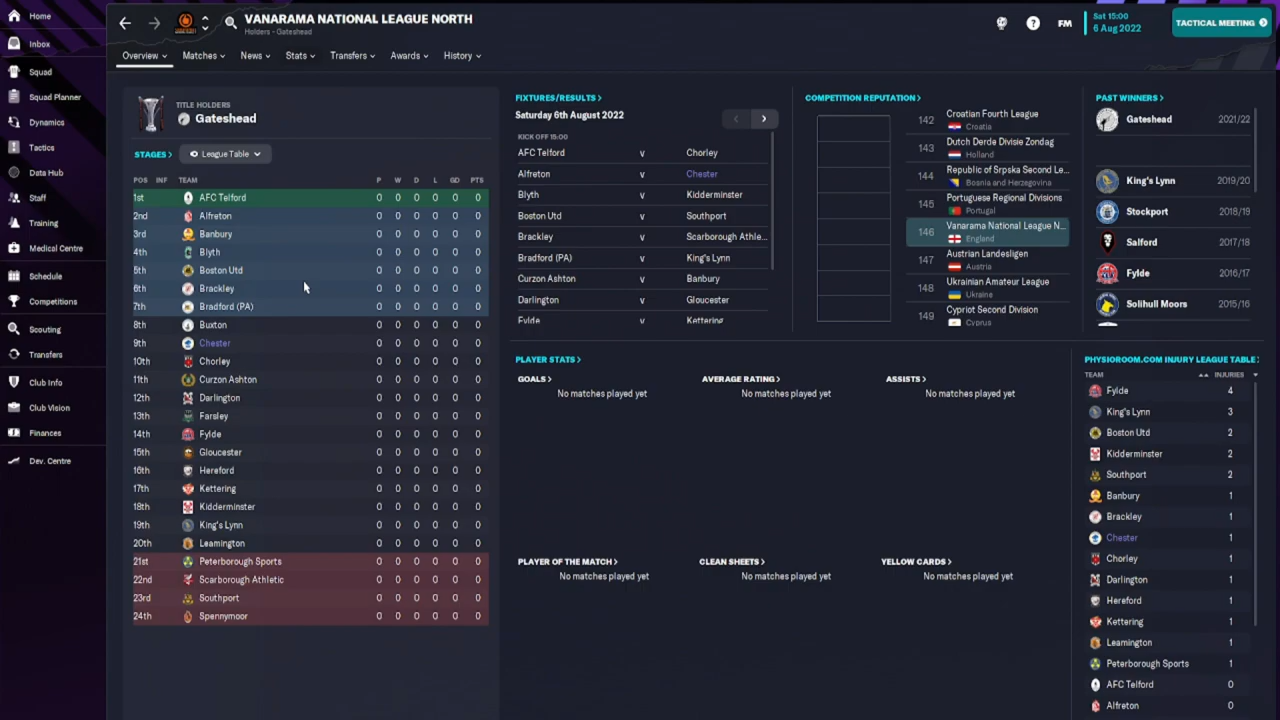 Home
Inbox
Squad
Squad Planner
Dynamics
Tactics
Data Hub
Staff
Training
Medical Centre
Schedule
Competitions
Scouting
Transfers
Club Info
Club Vision
Finances
Dev. Centre
VANARAMA NATIONAL LEAGUE NORTH
Holders - Gateshead
FM
Sat 15:00
6 Aug 2022
TACTICAL MEETING
Overview Matches News Stats Transfers Awards History
TITLE HOLDERS
Gateshead
STAGES> League Table
POS INF TEAM P W D L GD PTS
1st AFC Telford 0 0 0 0 0 0
2nd Alfreton 0 0 0 0 0 0
3rd Banbury 0 0 0 0 0 0
4th Blyth 0 0 0 0 0 0
5th Boston Utd 0 0 0 0 0 0
6th Brackley 0 0 0 0 0 0
7th Bradford (PA) 0 0 0 0 0 0
8th Buxton 0 0 0 0 0 0
9th Chester 0 0 0 0 0 0
10th Chorley 0 0 0 0 0 0
11th Curzon Ashton 0 0 0 0 0 0
12th Darlington 0 0 0 0 0 0
13th Farsley 0 0 0 0 0 0
14th Fylde 0 0 0 0 0 0
15th Gloucester 0 0 0 0 0 0
16th Hereford 0 0 0 0 0 0
17th Kettering 0 0 0 0 0 0
18th Kidderminster 0 0 0 0 0 0
19th King's Lynn 0 0 0 0 0 0
20th Leamington 0 0 0 0 0 0
21st Peterborough Sports 0 0 0 0 0 0
22nd Scarborough Athletic 0 0 0 0 0 0
23rd Southport 0 0 0 0 0 0
24th Spennymoor 0 0 0 0 0 0
FIXTURES/RESULTS>
Saturday 6th August 2022
KICK OFF 15:00
AFC Telford v Chorley
Alfreton v Chester
Blyth v Kidderminster
Boston Utd v Southport
Brackley v Scarborough Athle...
Bradford (PA) v King's Lynn
Curzon Ashton v Banbury
Darlington v Gloucester
Fylde v Kettering
COMPETITION REPUTATION>
142 Croatian Fourth League
Croatia
143 Dutch Derde Divisie Zondag
Holland
144 Republic of Srpska Second Le...
Bosnia and Herzegovina
145 Portuguese Regional Divisions
Portugal
146 Vanarama National League N...
England
147 Austrian Landesligen
Austria
148 Ukrainian Amateur League
Ukraine
149 Cypriot Second Division
Cyprus
PAST WINNERS>
Gateshead 2021/22
King's Lynn 2019/20
Stockport 2018/19
Salford 2017/18
Fylde 2016/17
Solihull Moors 2015/16
PLAYER STATS>
GOALS>
No matches played yet
AVERAGE RATING>
No matches played yet
ASSISTS>
No matches played yet
PLAYER OF THE MATCH>
No matches played yet
CLEAN SHEETS>
No matches played yet
YELLOW CARDS>
No matches played yet
PHYSIOROOM.COM INJURY LEAGUE TABLE
TEAM INJURIES
Fylde 4
King's Lynn 3
Boston Utd 2
Kidderminster 2
Southport 2
Banbury 1
Brackley 1
Chester 1
Chorley 1
Darlington 1
Hereford 1
Kettering 1
Leamington 1
Peterborough Sports 1
AFC Telford 0
Alfreton 0